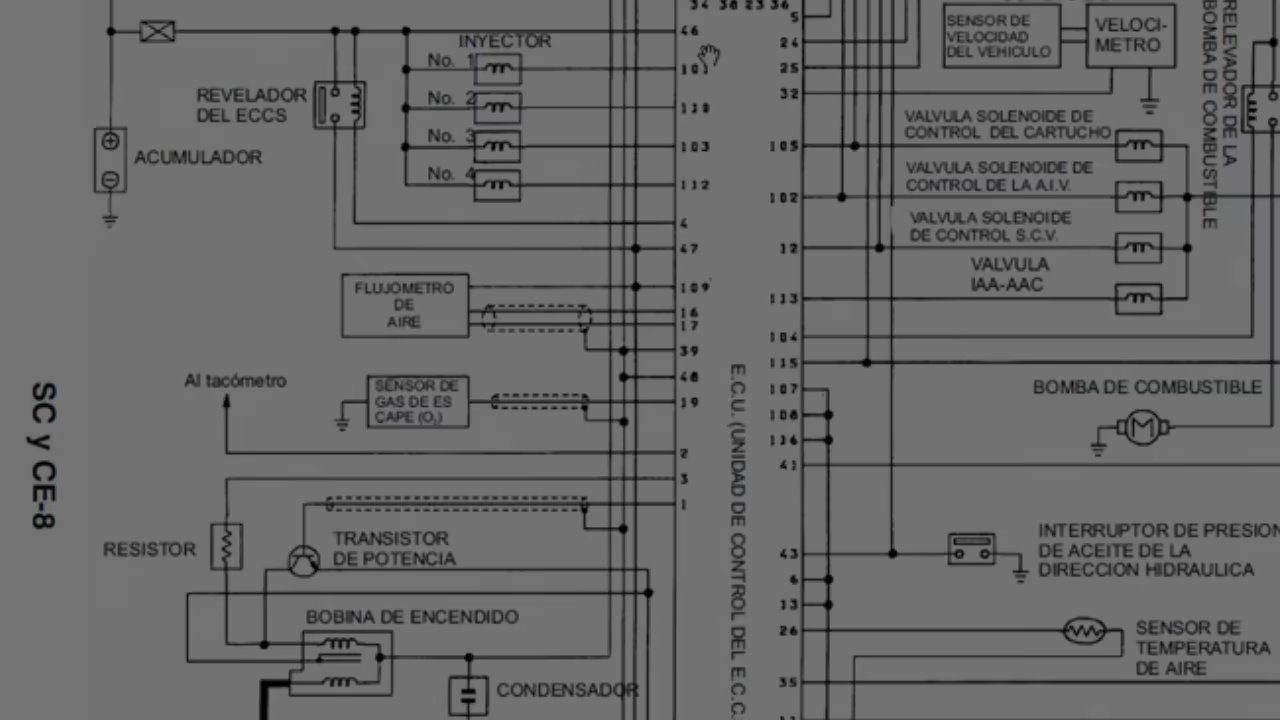 34 38 23 36
46
INYECTOR
No. 1
101
No. 2
110
No. 3
103
No. 4
112
REVELADOR
DEL ECCS
ACUMULADOR
4
47
FLUJOMETRO
DE
AIRE
109
16
17
39
48
Al tacómetro
SENSOR DE
GAS DE ES
CAPE (O₂)
19
2
3
1
SC y CE-8
RESISTOR
TRANSISTOR
DE POTENCIA
BOBINA DE ENCENDIDO
CONDENSADOR
E.C.U. (UNIDAD DE CONTROL DEL E.C.C.
5
24
25
32
105
102
12
113
104
115
107
108
116
41
43
6
13
26
35
SENSOR DE
VELOCIDAD
DEL VEHICULO
VELOCI-
METRO
RELEVADOR DE LA
BOMBA DE COMBUSTIBLE
VALVULA SOLENOIDE DE
CONTROL DEL CARTUCHO
VALVULA SOLENOIDE
CONTROL DE LA A.I.V.
VALVULA SOLENOIDE
DE CONTROL S.C.V.
VALVULA
IAA-AAC
BOMBA DE COMBUSTIBLE
M
INTERRUPTOR DE PRESION
DE ACEITE DE LA
DIRECCION HIDRAULICA
SENSOR DE
TEMPERATURA
DE AIRE